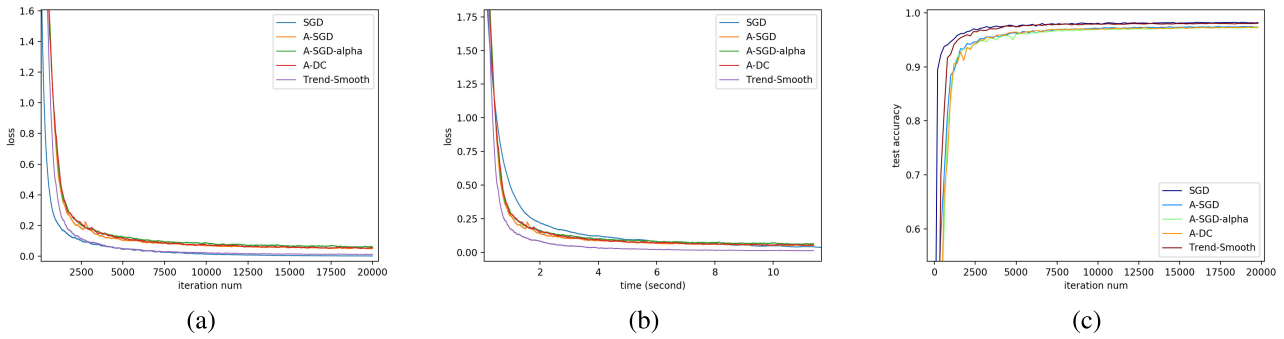 1.6
1.4
1.2
1.0
0.8
0.6
0.4
0.2
0.0
loss
SGD
A-SGD
A-SGD-alpha
A-DC
Trend-Smooth
2500 5000 7500 10000 12500 15000 17500 20000
iteration num
(a)
1.75
1.50
1.25
1.00
0.75
0.50
0.25
0.00
loss
SGD
A-SGD
A-SGD-alpha
A-DC
Trend-Smooth
2 4 6 8 10
time (second)
(b)
1.0
0.9
0.8
0.7
0.6
test accuracy
SGD
A-SGD
A-SGD-alpha
A-DC
Trend-Smooth
0 2500 5000 7500 10000 12500 15000 17500 20000
iteration num
(c)